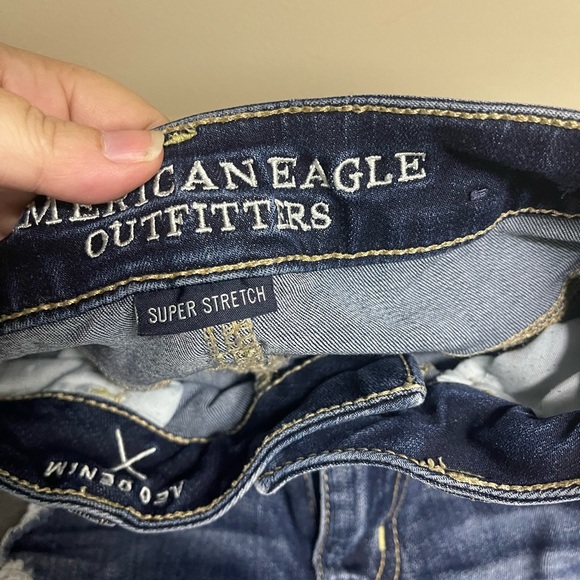 AMERICAN EAGLE
OUTFITTERS
SUPER STRETCH
AEO DENIM